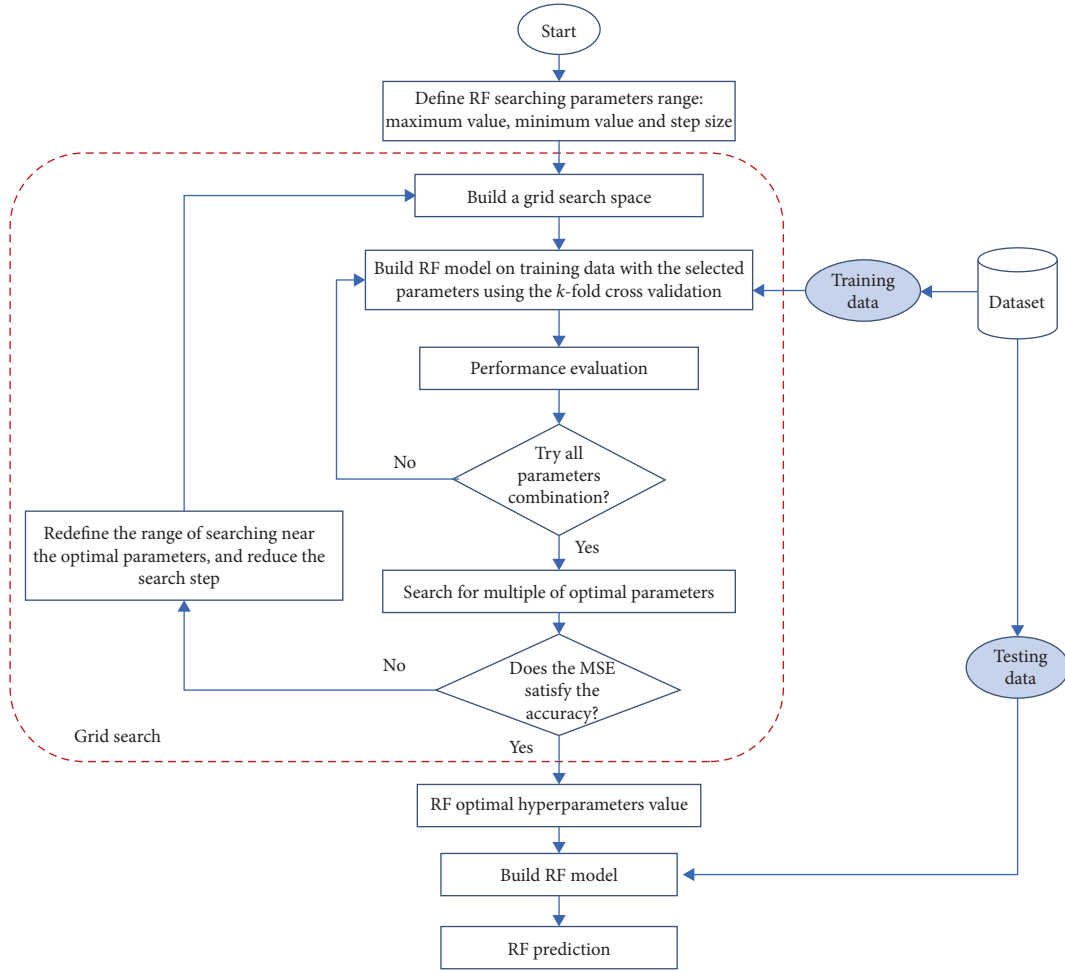 Start
Define RF searching parameters range:
maximum value, minimum value and step size
Build a grid search space
Build RF model on training data with the selected
parameters using the k-fold cross validation
Training
data
Dataset
Performance evaluation
Try all
parameters
combination?
No
Yes
Redefine the range of searching near
the optimal parameters, and reduce the
search step
Search for multiple of optimal parameters
Does the MSE
satisfy the
accuracy?
No
Yes
Testing
data
Grid search
RF optimal hyperparameters value
Build RF model
RF prediction